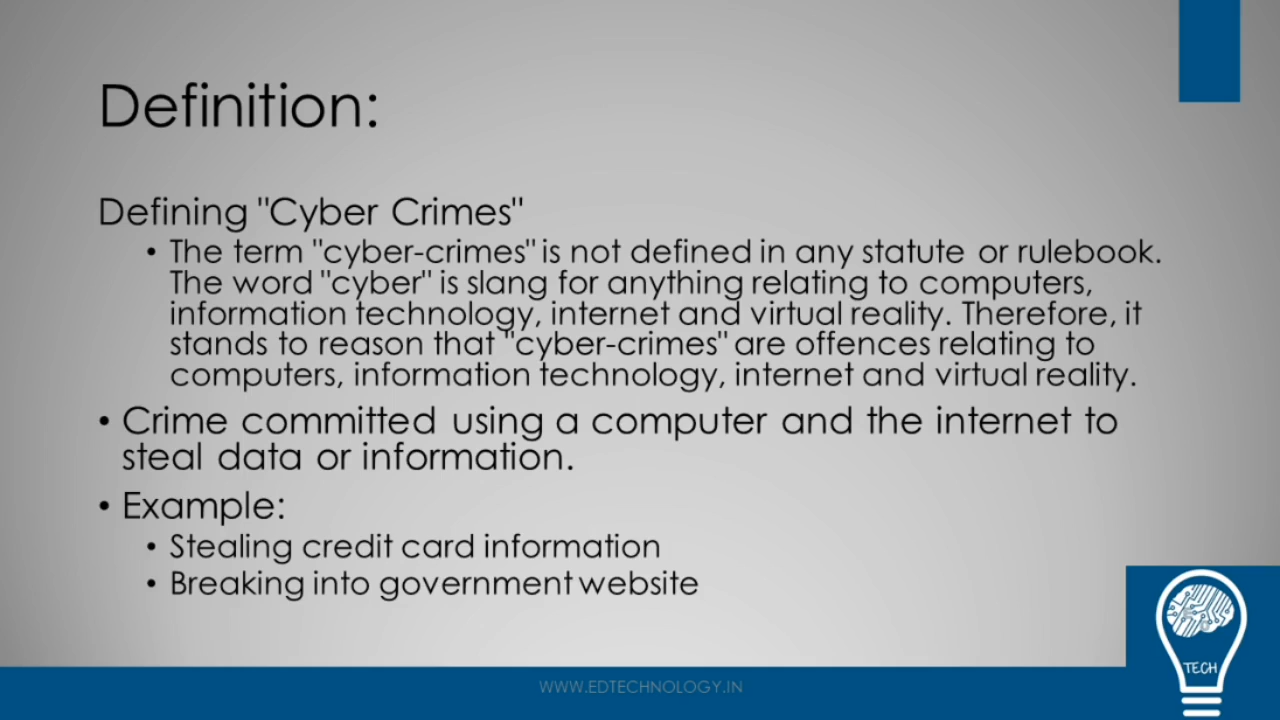 Definition:
Defining "Cyber Crimes"
• The term "cyber-crimes" is not defined in any statute or rulebook.
The word "cyber" is slang for anything relating to computers,
information technology, internet and virtual reality. Therefore, it
stands to reason that "cyber-crimes" are offences relating to
computers, information technology, internet and virtual reality.
• Crime committed using a computer and the internet to
steal data or information.
• Example:
• Stealing credit card information
• Breaking into government website
TECH
WWW.EDTECHNOLOGY.IN